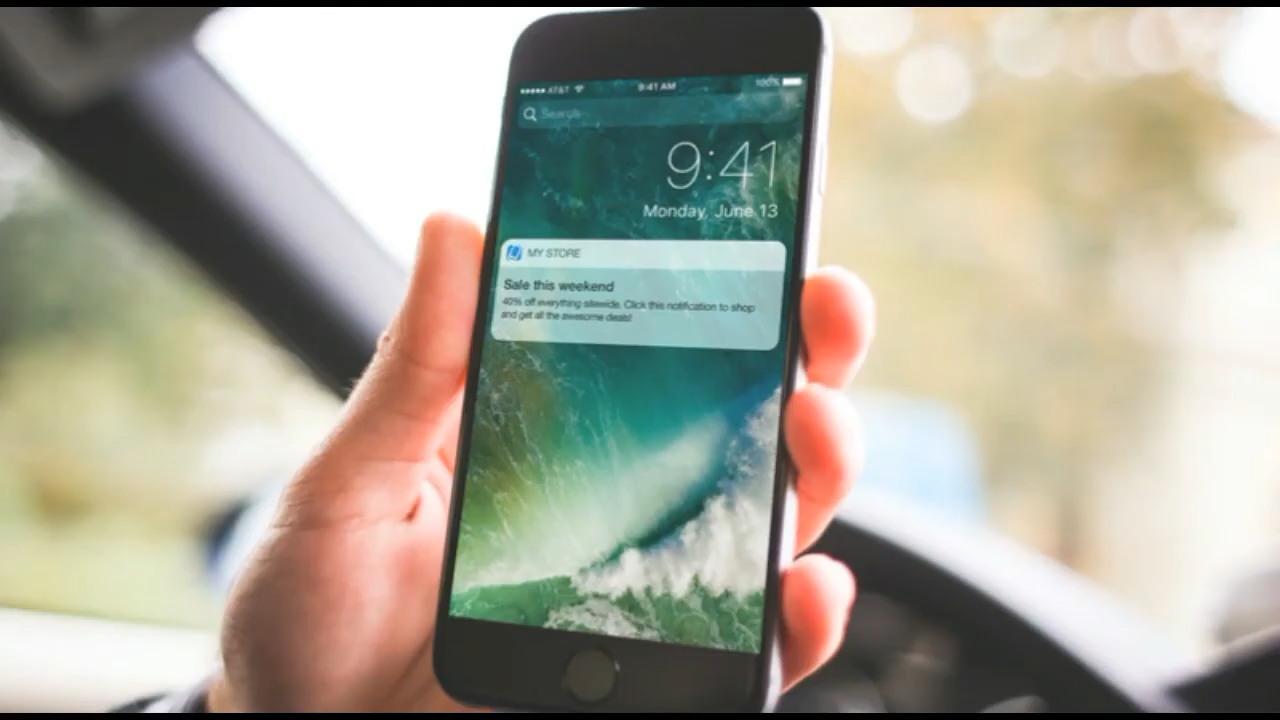 AT&T 9:41 AM 100%
Search
9:41
Monday, June 13
MY STORE
Sale this weekend
40% off everything sitewide. Click this notification to shop
and get all the awesome deals!